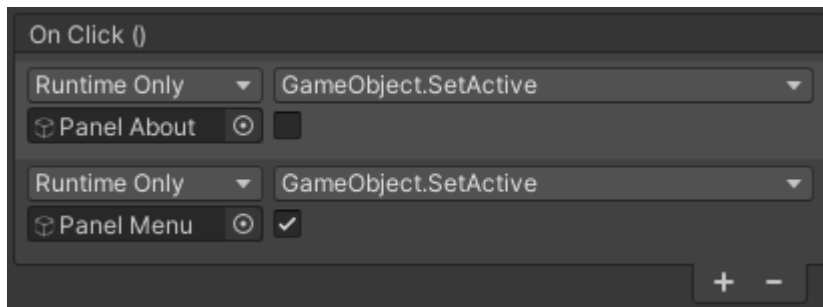 On Click ()
Runtime Only GameObject.SetActive
Panel About
Runtime Only GameObject.SetActive
Panel Menu
+ -